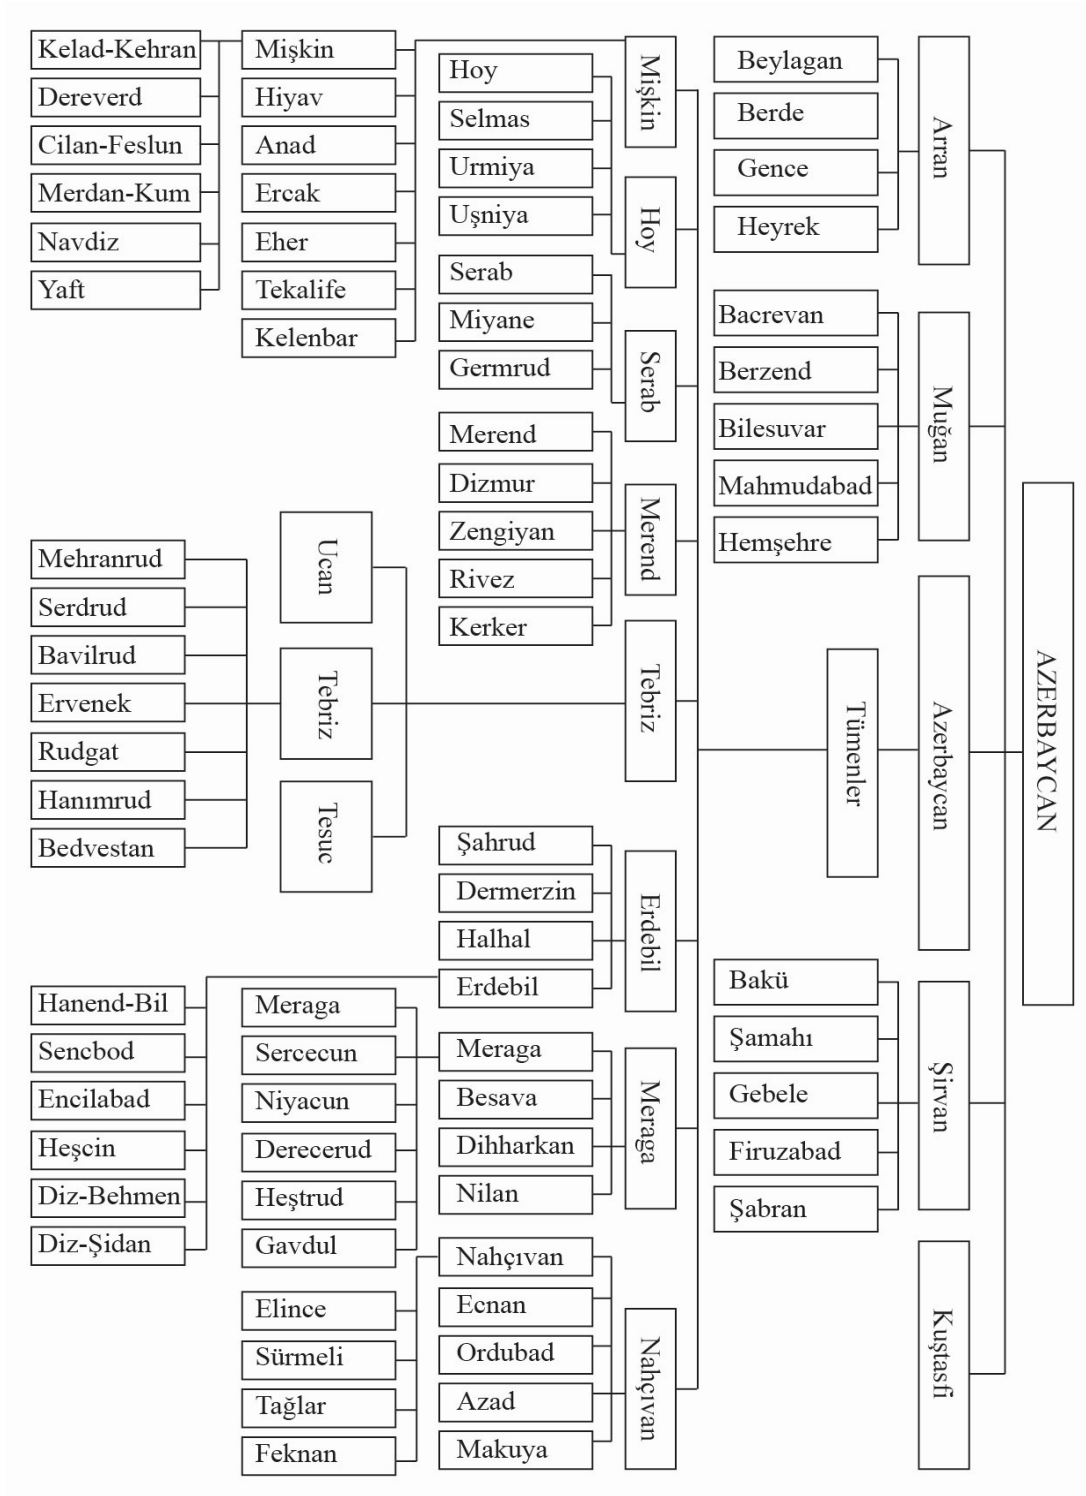 AZERBAYCAN
Arran
Beylagan
Berde
Gence
Heyrek
Muğan
Bacrevan
Berzend
Bilesuvar
Mahmudabad
Hemşehre
Azerbaycan
Tümenler
Mişkin
Mişkin
Kelad-Kehran
Dereverd
Cilan-Feslun
Merdan-Kum
Navdiz
Yaft
Hiyav
Anad
Ercak
Eher
Tekalife
Kelenbar
Hoy
Hoy
Selmas
Urmiya
Uşniya
Serab
Serab
Miyane
Germrud
Merend
Merend
Dizmur
Zengiyan
Rivez
Kerker
Tebriz
Ucan
Tebriz
Mehranrud
Serdrud
Bavilrud
Ervenek
Rudgat
Hanımrud
Bedvestan
Tesuc
Erdebil
Şahrud
Dermerzin
Halhal
Erdebil
Hanend-Bil
Sencbod
Encilabad
Heşcin
Diz-Behmen
Diz-Şidan
Meraga
Meraga
Meraga
Sercecun
Niyacun
Derecerud
Heştrud
Gavdul
Besava
Dihharkan
Nilan
Nahçıvan
Nahçıvan
Elince
Sürmeli
Tağlar
Feknan
Ecnan
Ordubad
Azad
Makuya
Şirvan
Bakü
Şamahı
Gebele
Firuzabad
Şabran
Kuştasfi